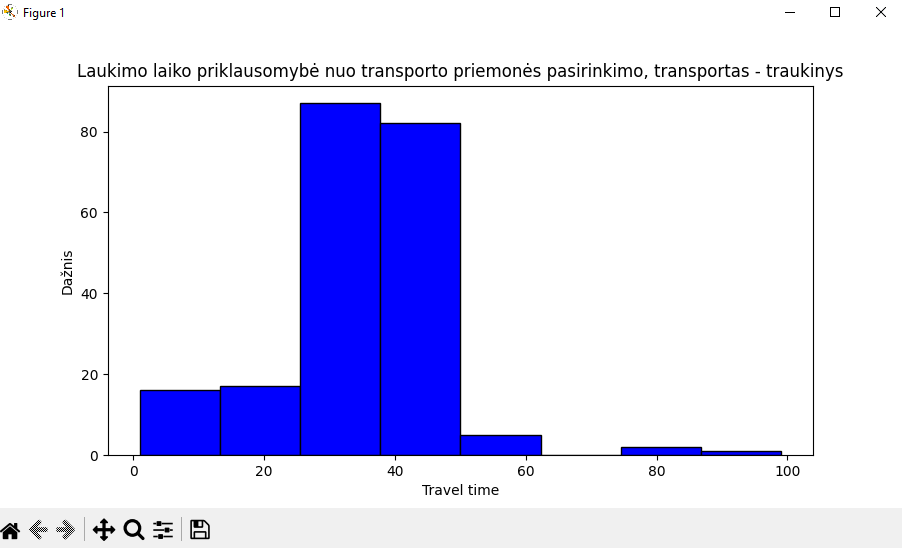 Figure 1
Laukimo laiko priklausomybė nuo transporto priemonės pasirinkimo, transportas - traukinys
80
60
40
20
0
Dažnis
0 20 40 60 80 100
Travel time